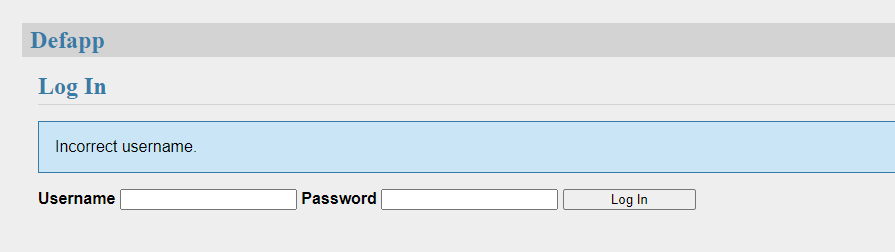 Defapp
Log In
Incorrect username.
Username Password Log In